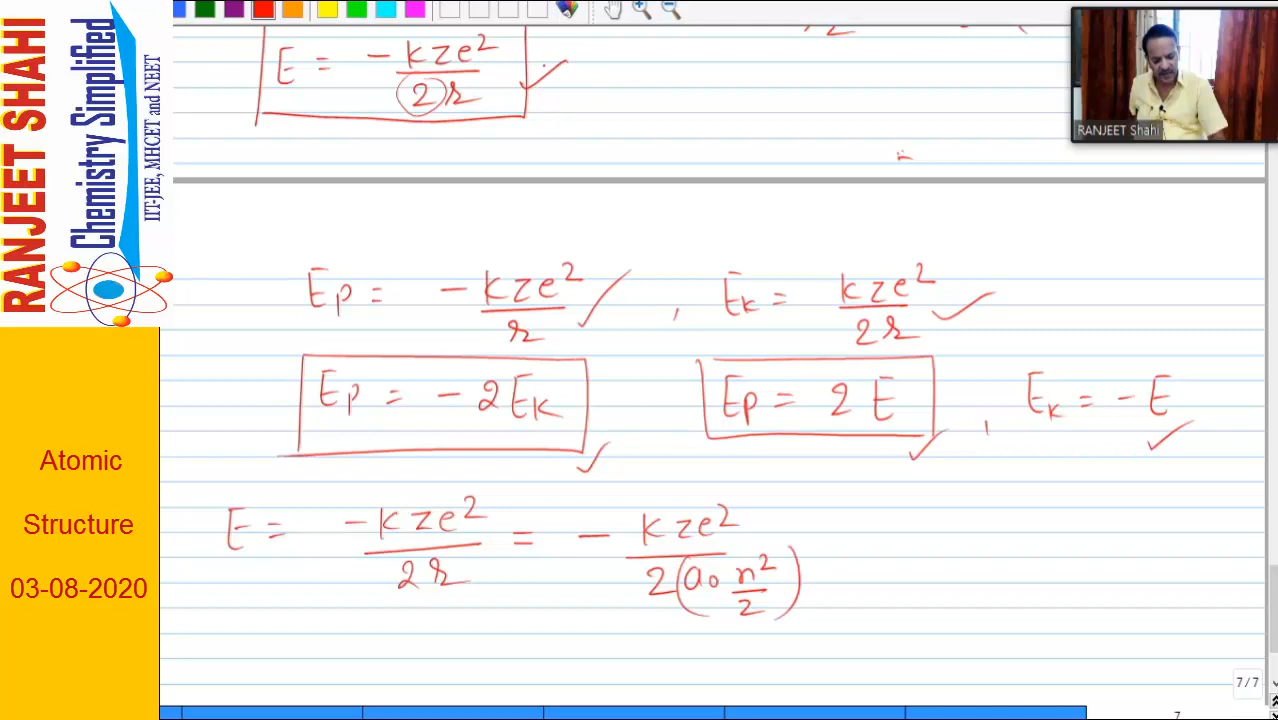 E = -kze²/2r
RANJEET Shahi
RANJEET SHAHI
Chemistry Simplified
IIT-JEE, MHCET and NEET
Ep = -kze²/r , Ek = kze²/2r
Ep = -2Ek Ep = 2E , Ek = -E
E = -kze²/2r = -kze²/2(a₀ n²/z)
Atomic
Structure
03-08-2020
7/7
7